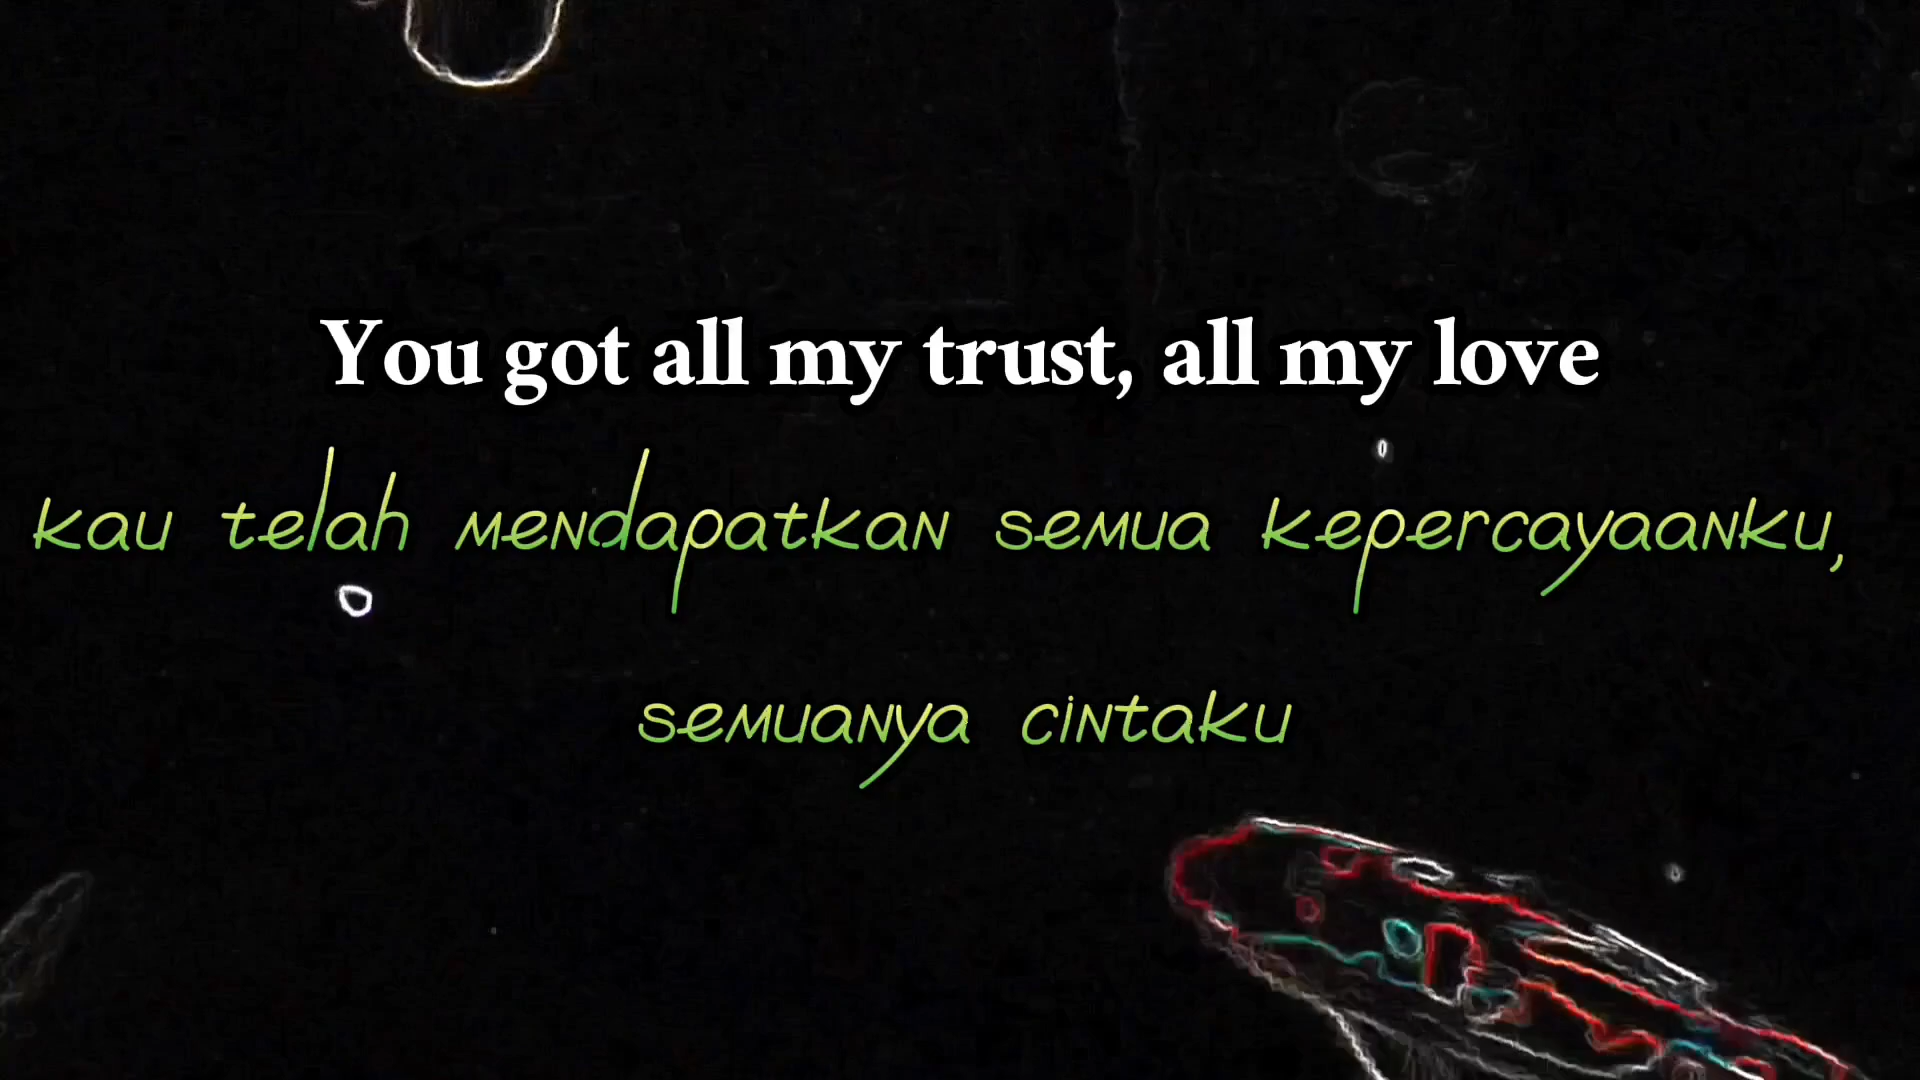 You got all my trust, all my love
kau telah mendapatkan semua kepercayaanku,
semuanya cintaku